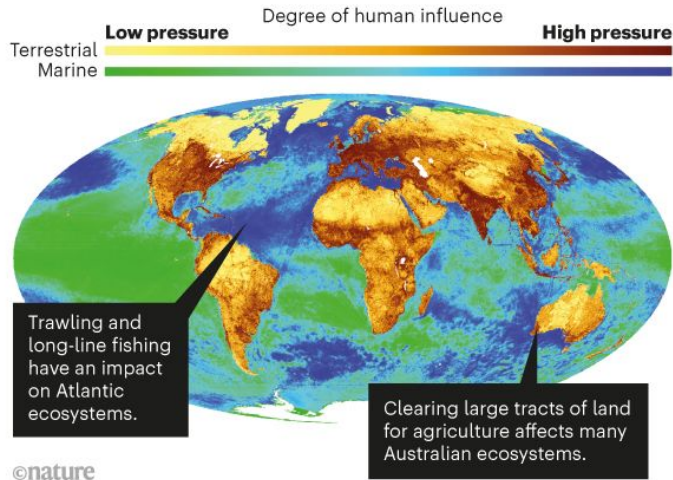 Degree of human influence
Low pressure
High pressure
Terrestrial
Marine
Trawling and
long-line fishing
have an impact
on Atlantic
ecosystems.
Clearing large tracts of land
for agriculture affects many
Australian ecosystems.
©nature